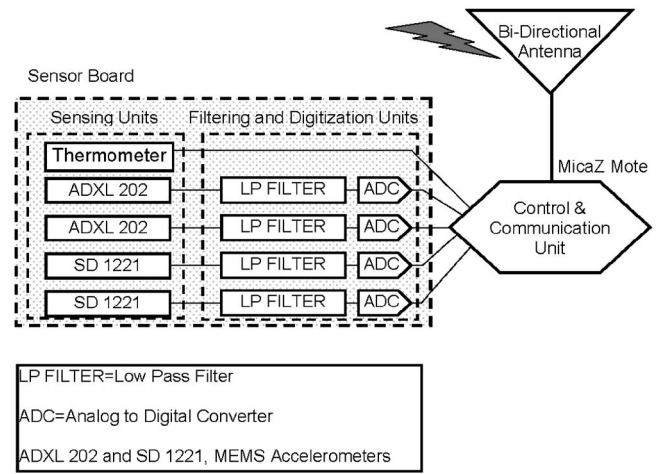 Bi-Directional
Antenna
Sensor Board
Sensing Units
Filtering and Digitization Units
Thermometer
MicaZ Mote
ADXL 202
LP FILTER
ADC
ADXL 202
LP FILTER
ADC
Control &
Communication
Unit
SD 1221
LP FILTER
ADC
SD 1221
LP FILTER
ADC
LP FILTER=Low Pass Filter
ADC=Analog to Digital Converter
ADXL 202 and SD 1221, MEMS Accelerometers